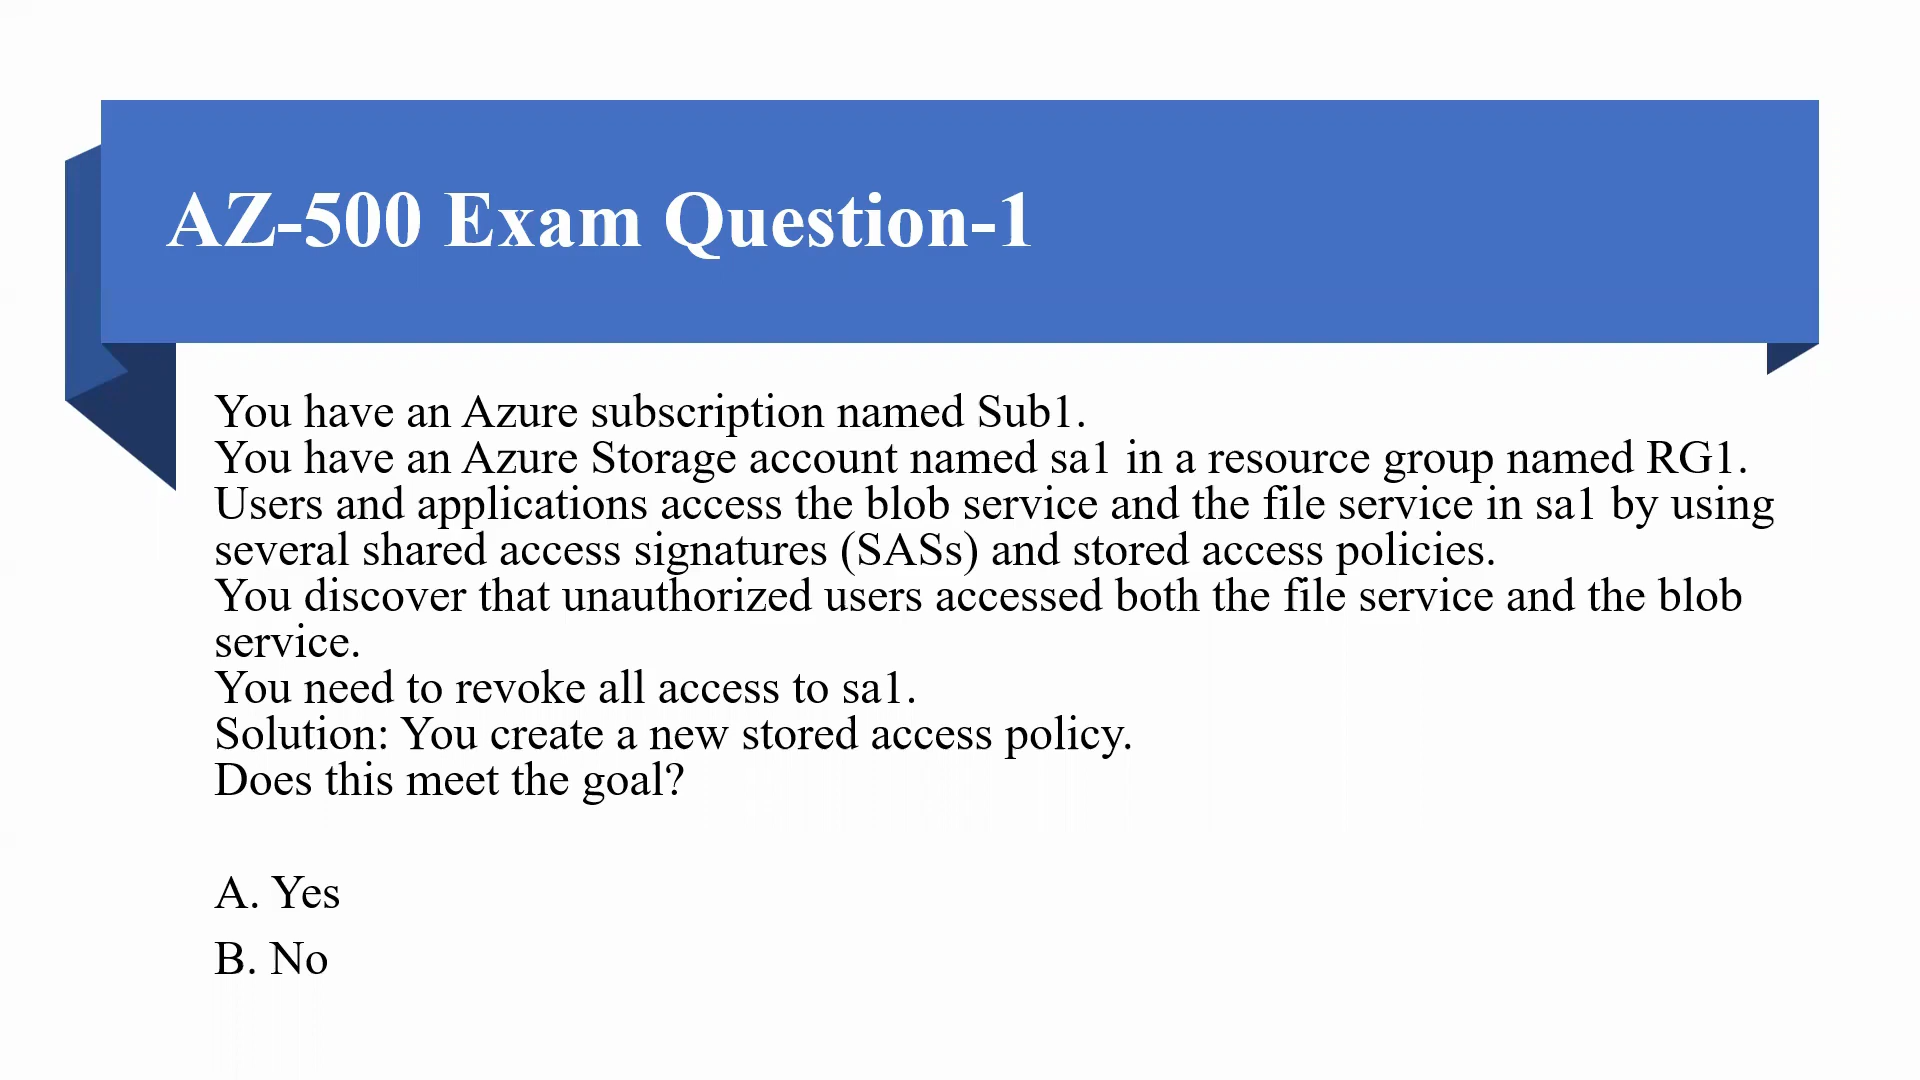 AZ-500 Exam Question-1
You have an Azure subscription named Sub1.
You have an Azure Storage account named sa1 in a resource group named RG1.
Users and applications access the blob service and the file service in sa1 by using
several shared access signatures (SASs) and stored access policies.
You discover that unauthorized users accessed both the file service and the blob
service.
You need to revoke all access to sa1.
Solution: You create a new stored access policy.
Does this meet the goal?
A. Yes
B. No